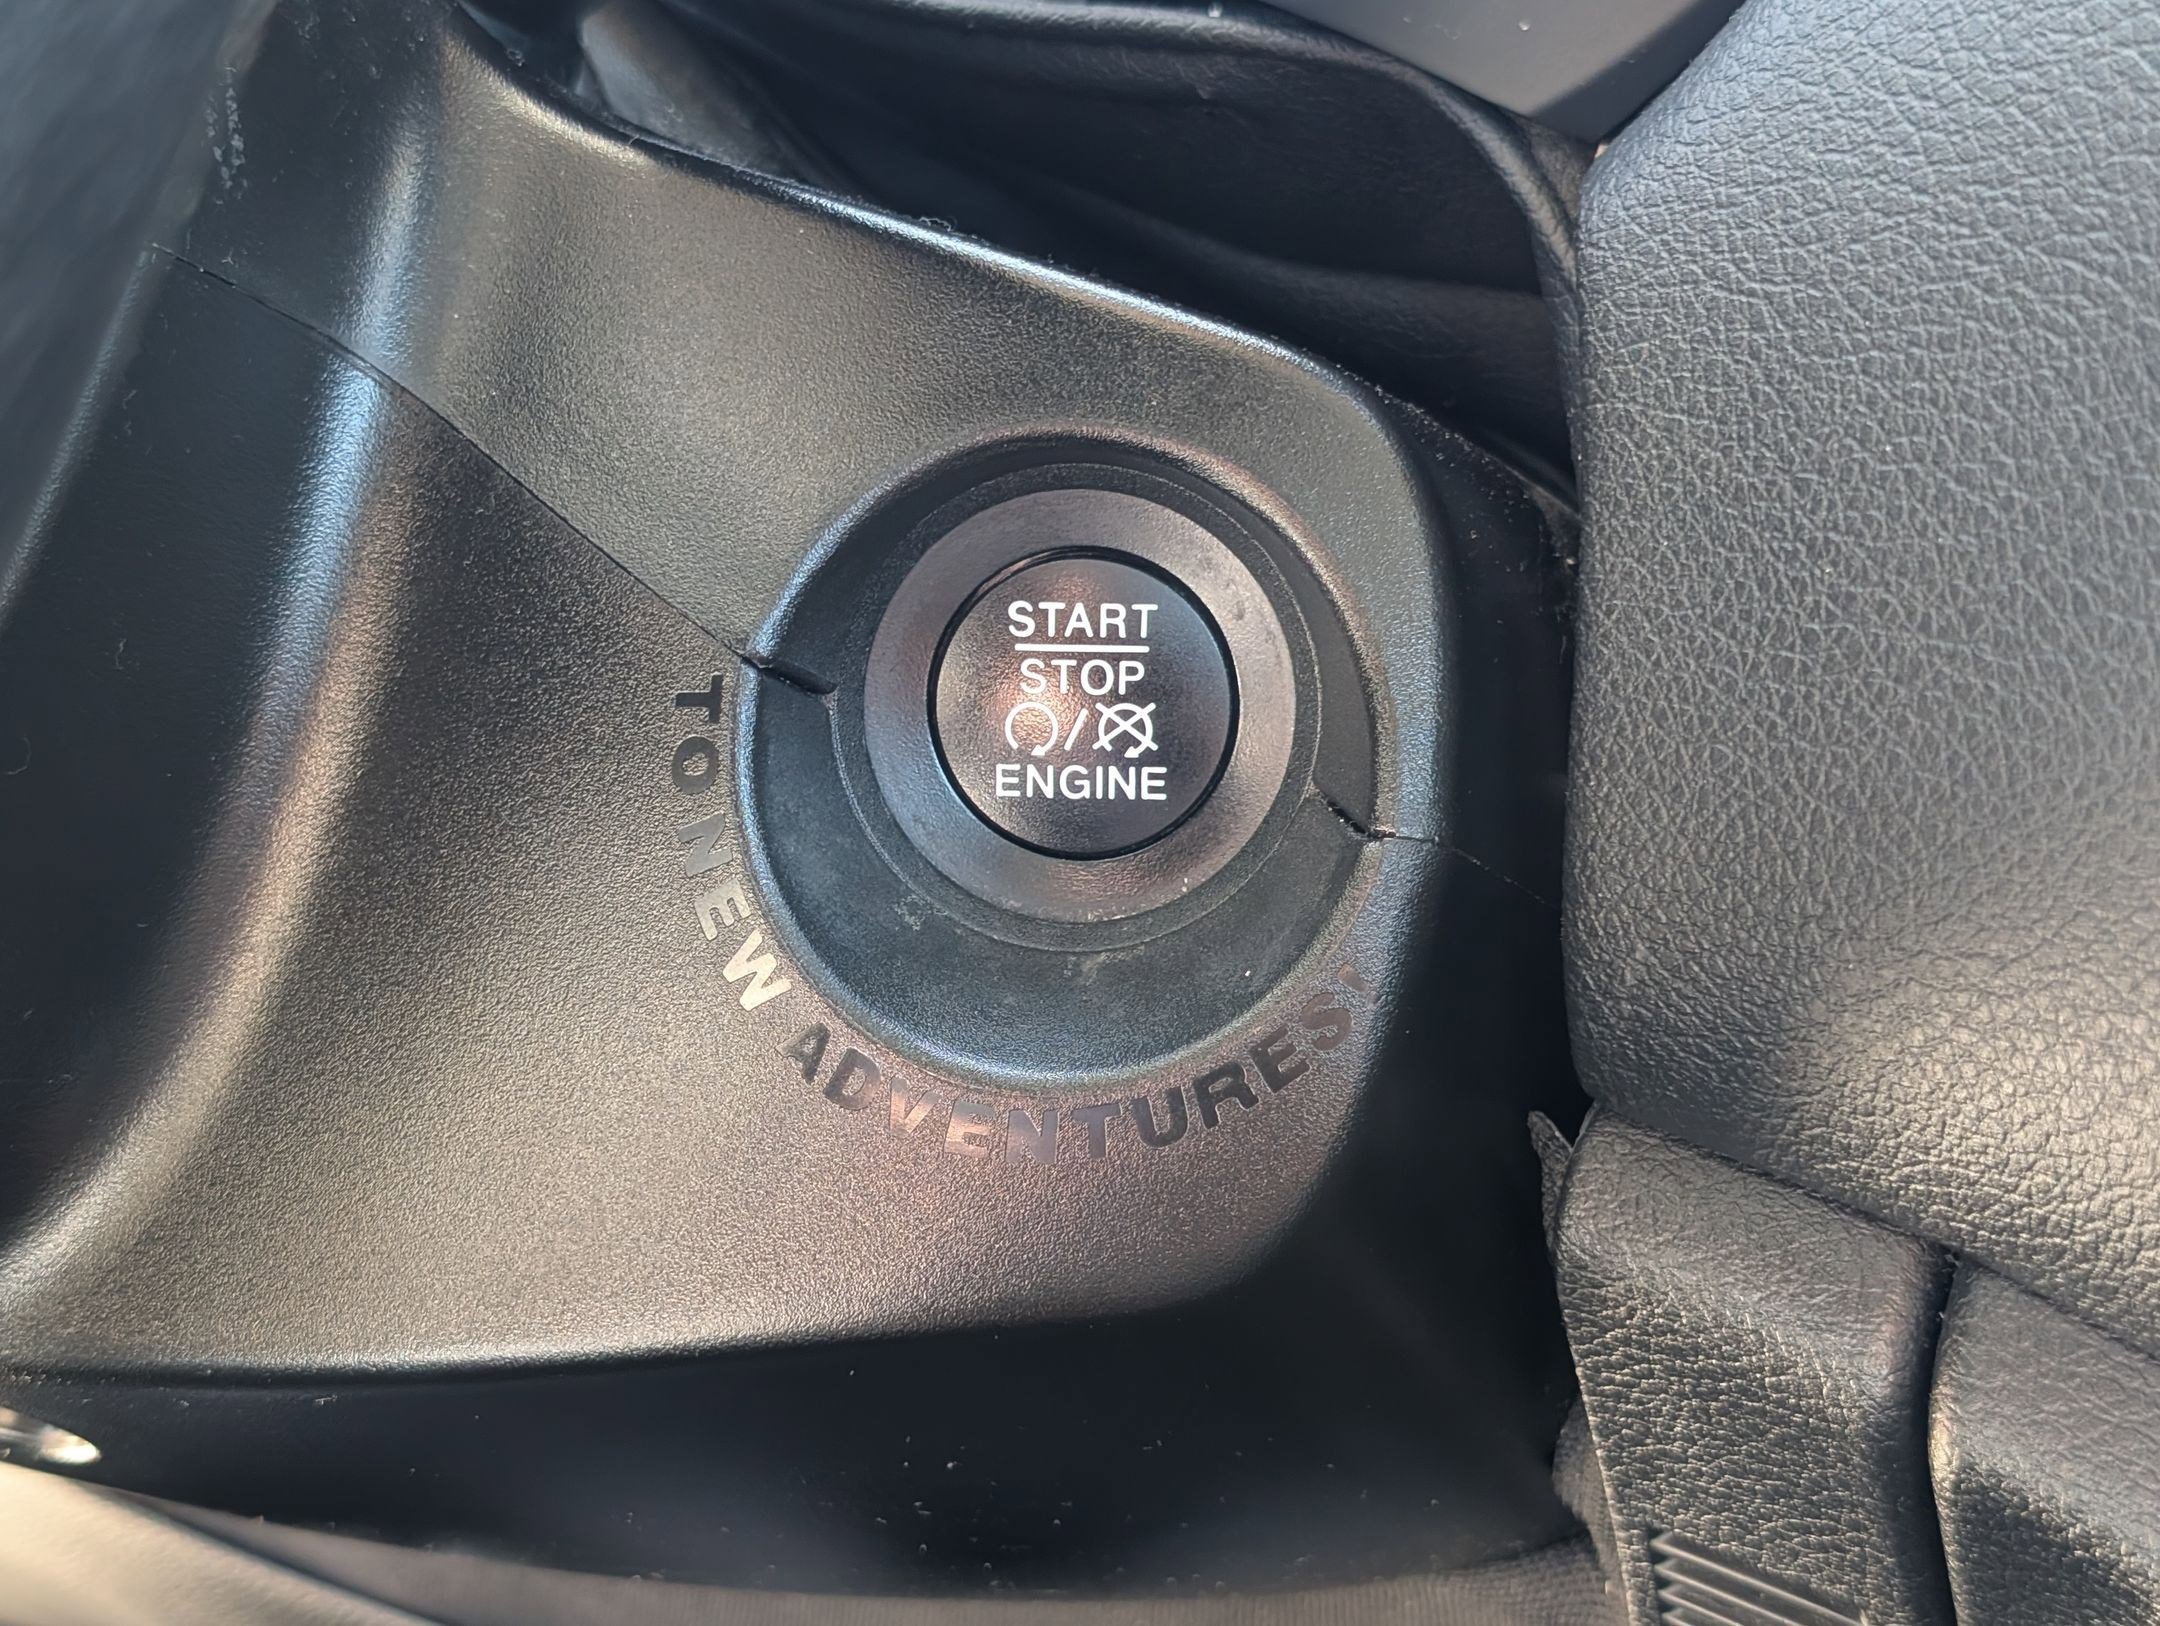 START
STOP
ENGINE
TO NEW ADVENTURES!